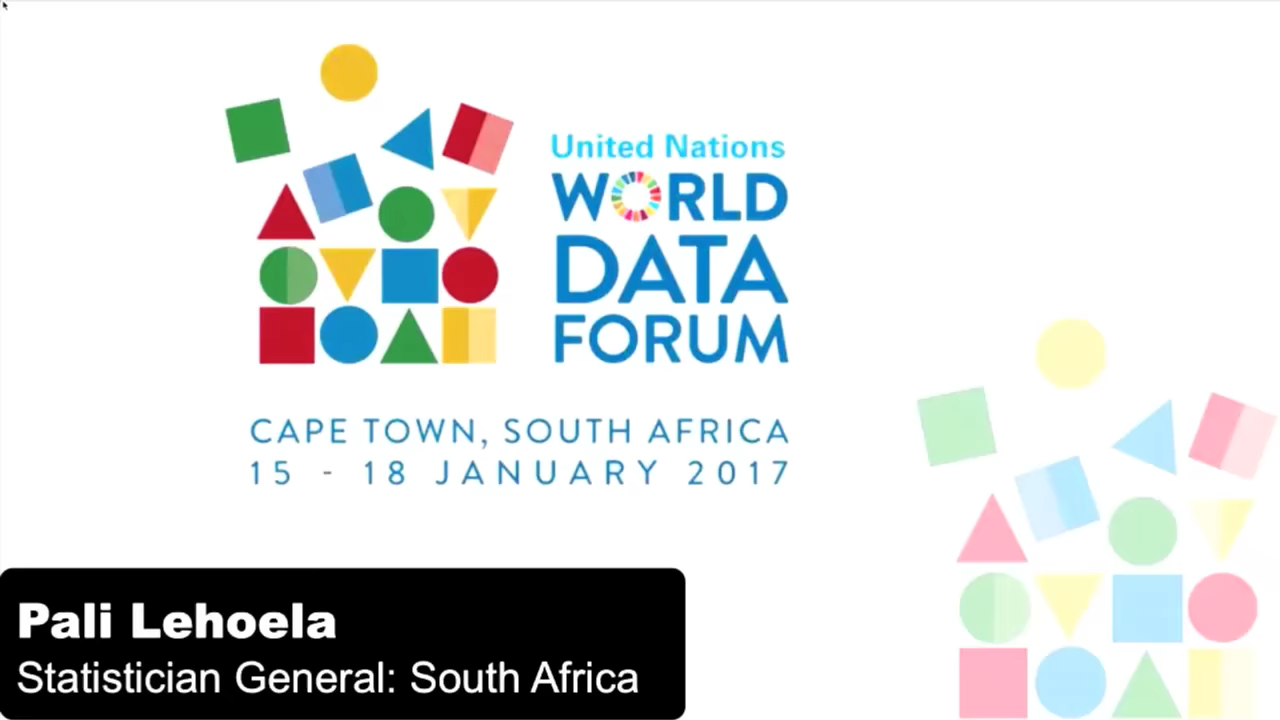 United Nations
WORLD
DATA
FORUM
CAPE TOWN, SOUTH AFRICA
15 - 18 JANUARY 2017
Pali Lehoela
Statistician General: South Africa